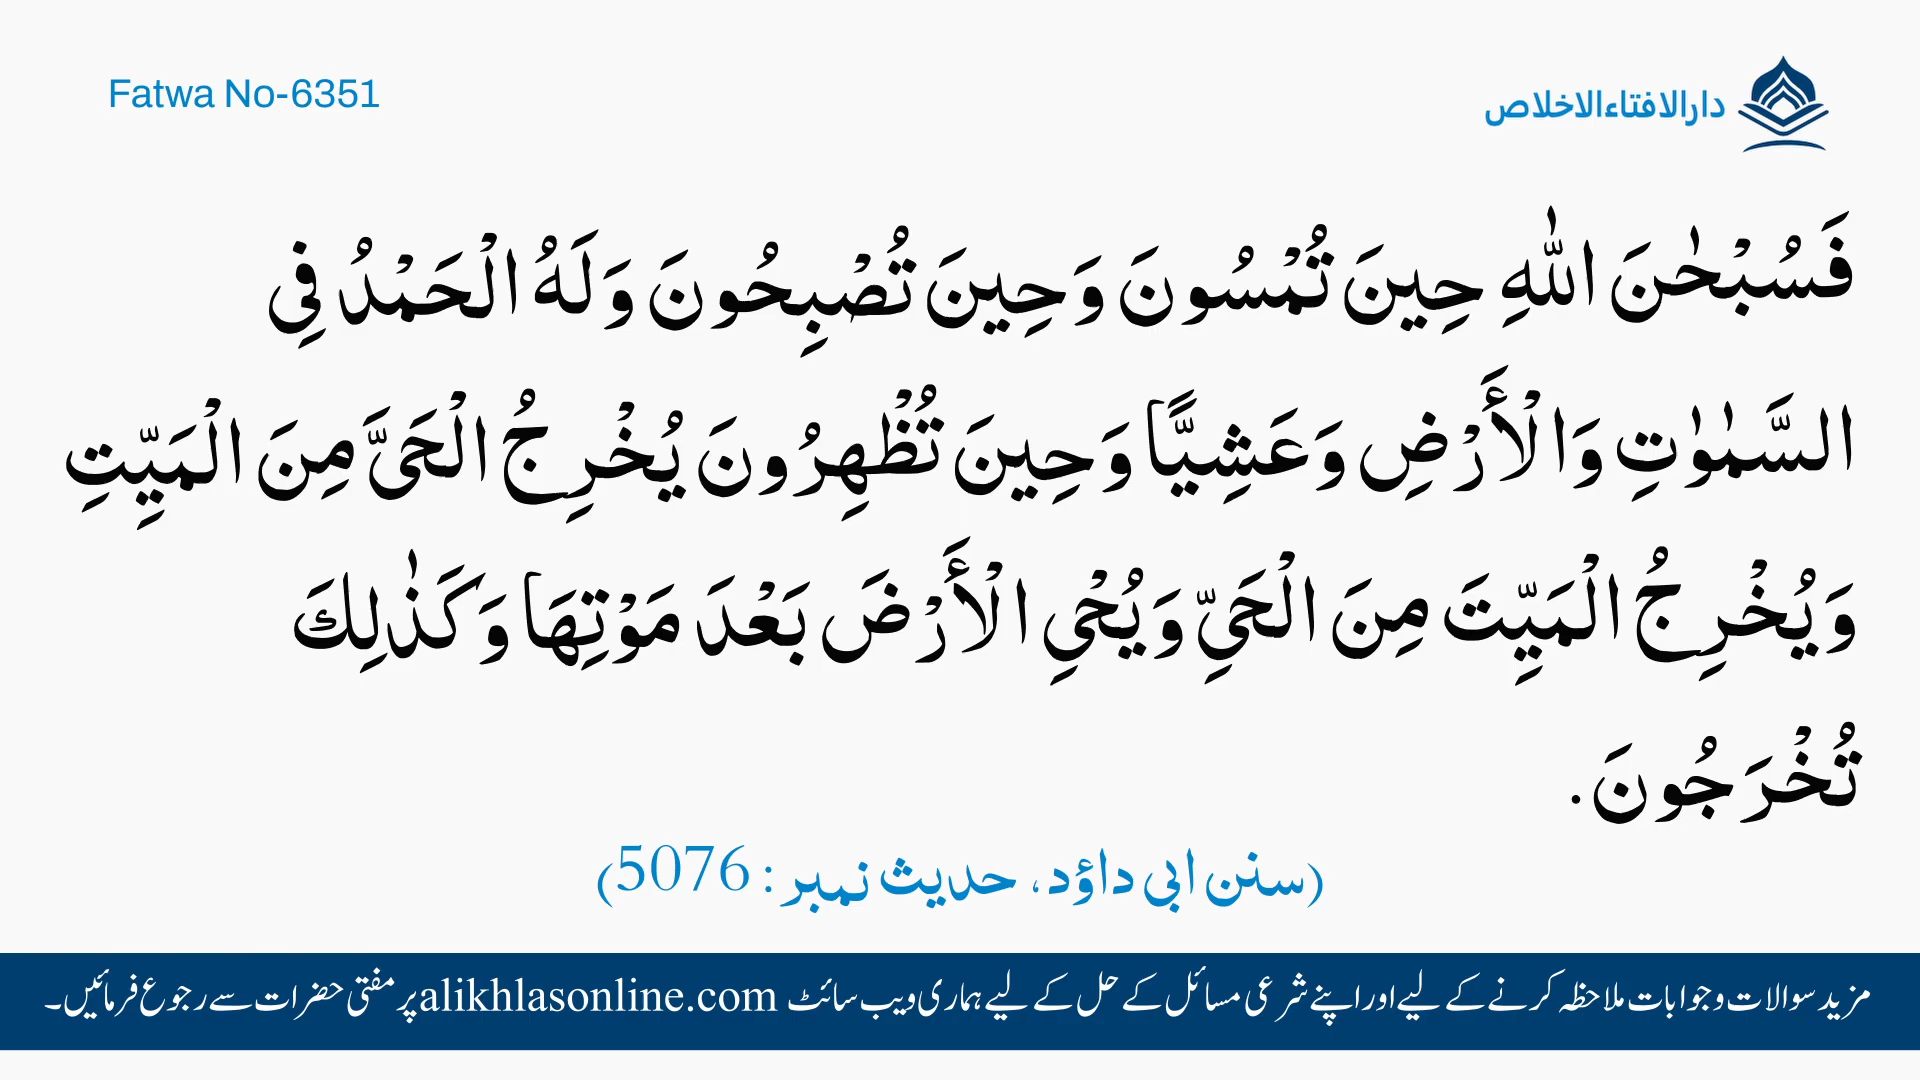 Fatwa No-6351
دارالافتاءالاخلاص
فَسُبْحٰنَ اللّٰهِ حِينَ تُمْسُونَ وَحِينَ تُصْبِحُونَ وَلَهُ الْحَمْدُ فِي
السَّمٰوٰتِ وَالْأَرْضِ وَعَشِيًّا وَحِينَ تُظْهِرُونَ يُخْرِجُ الْحَيَّ مِنَ الْمَيِّتِ
وَيُخْرِجُ الْمَيِّتَ مِنَ الْحَيِّ وَيُحْيِ الْأَرْضَ بَعْدَ مَوْتِهَا وَكَذٰلِكَ
تُخْرَجُونَ.
(سنن ابی داؤد، حدیث نمبر: 5076)
مزید سوالات و جوابات ملاحظہ کرنے کے لیے اور اپنے شرعی مسائل کے حل کے لیے ہماری ویب سائٹ alikhlasonline.com پر مفتی حضرات سے رجوع فرمائیں۔